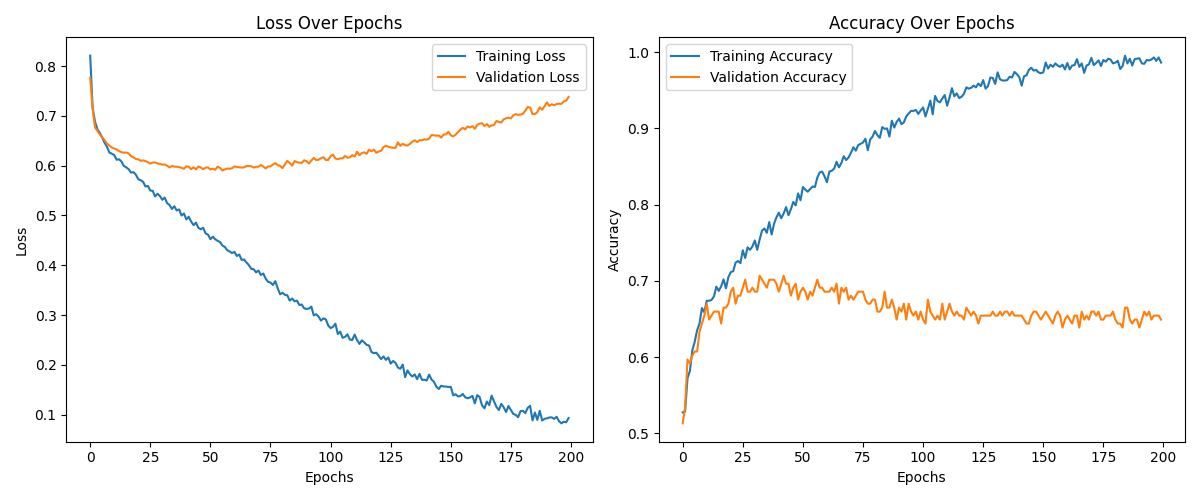 Loss Over Epochs
Training Loss
Validation Loss
0.8
0.7
0.6
0.5
0.4
0.3
0.2
0.1
Loss
0 25 50 75 100 125 150 175 200
Epochs
Accuracy Over Epochs
Training Accuracy
Validation Accuracy
1.0
0.9
0.8
0.7
0.6
0.5
Accuracy
0 25 50 75 100 125 150 175 200
Epochs